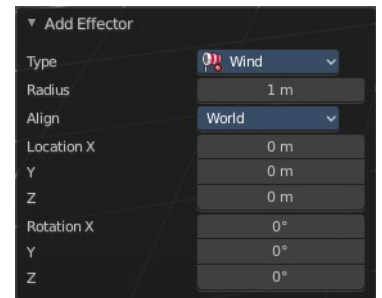 Add Effector
Type Wind
Radius 1 m
Align World
Location X 0 m
Y 0 m
Z 0 m
Rotation X 0°
Y 0°
Z 0°